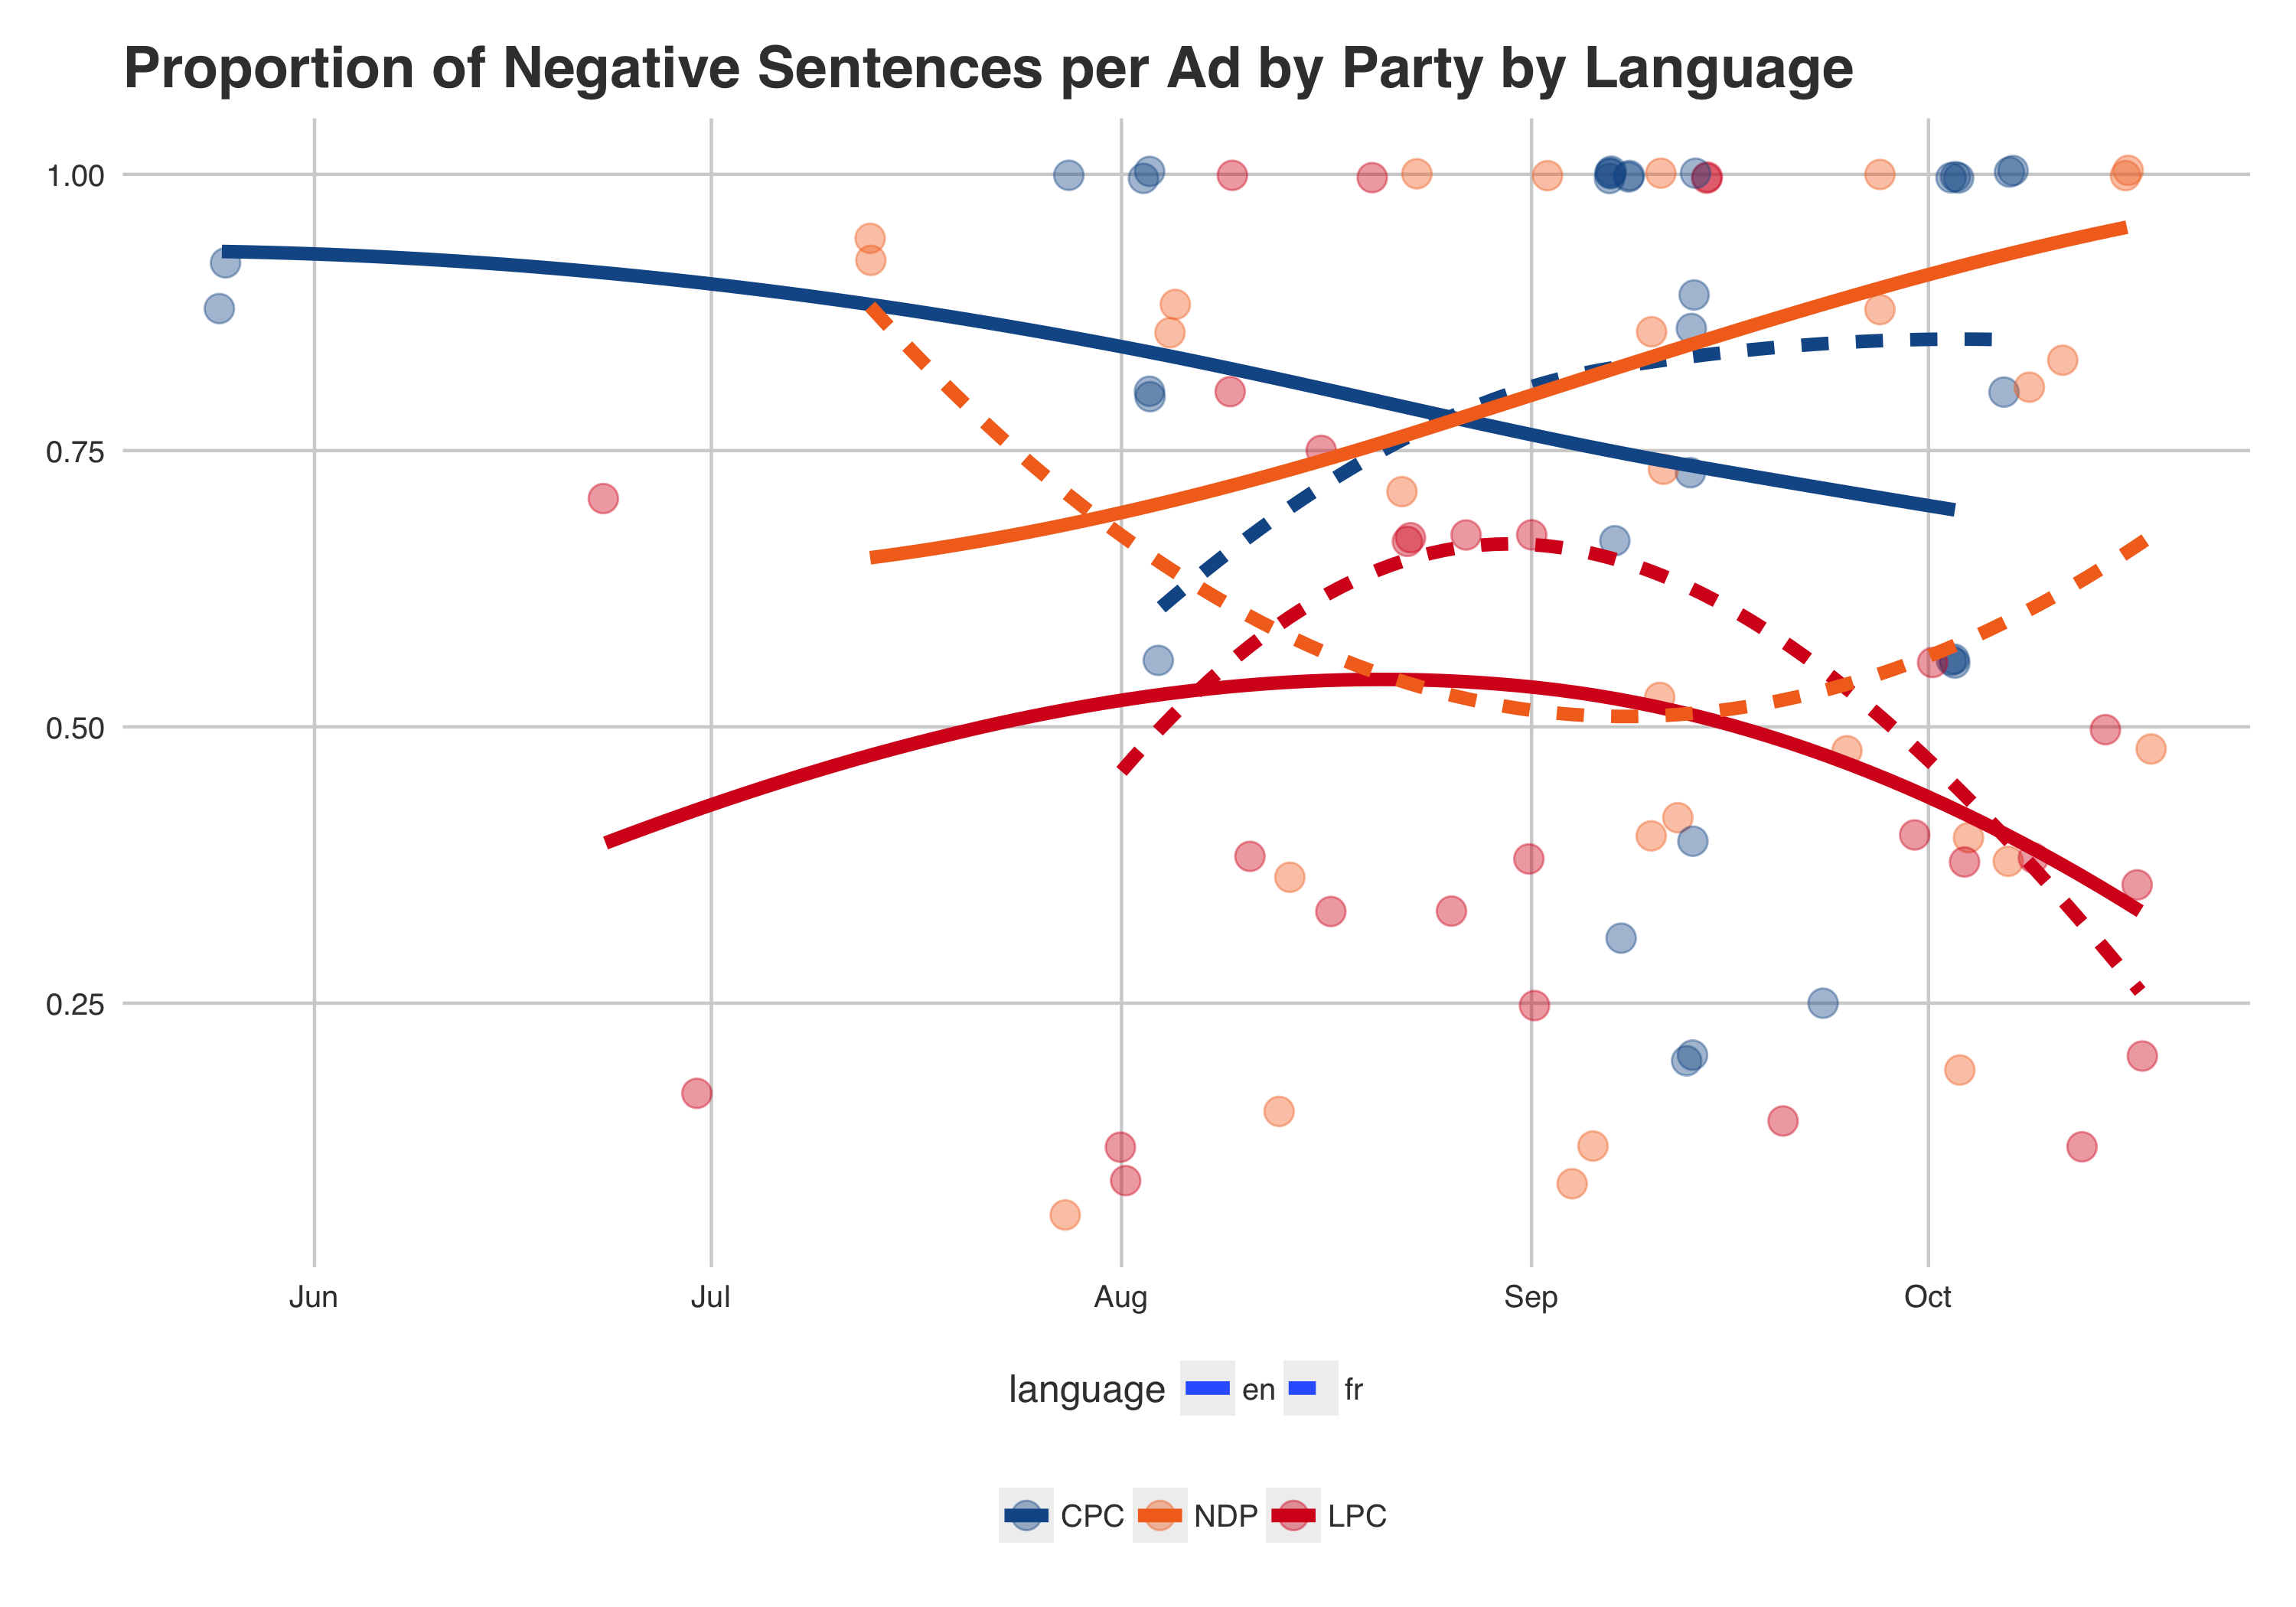 Proportion of Negative Sentences per Ad by Party by Language
1.00
0.75
0.50
0.25
Jun Jul Aug Sep Oct
language en fr
CPC NDP LPC